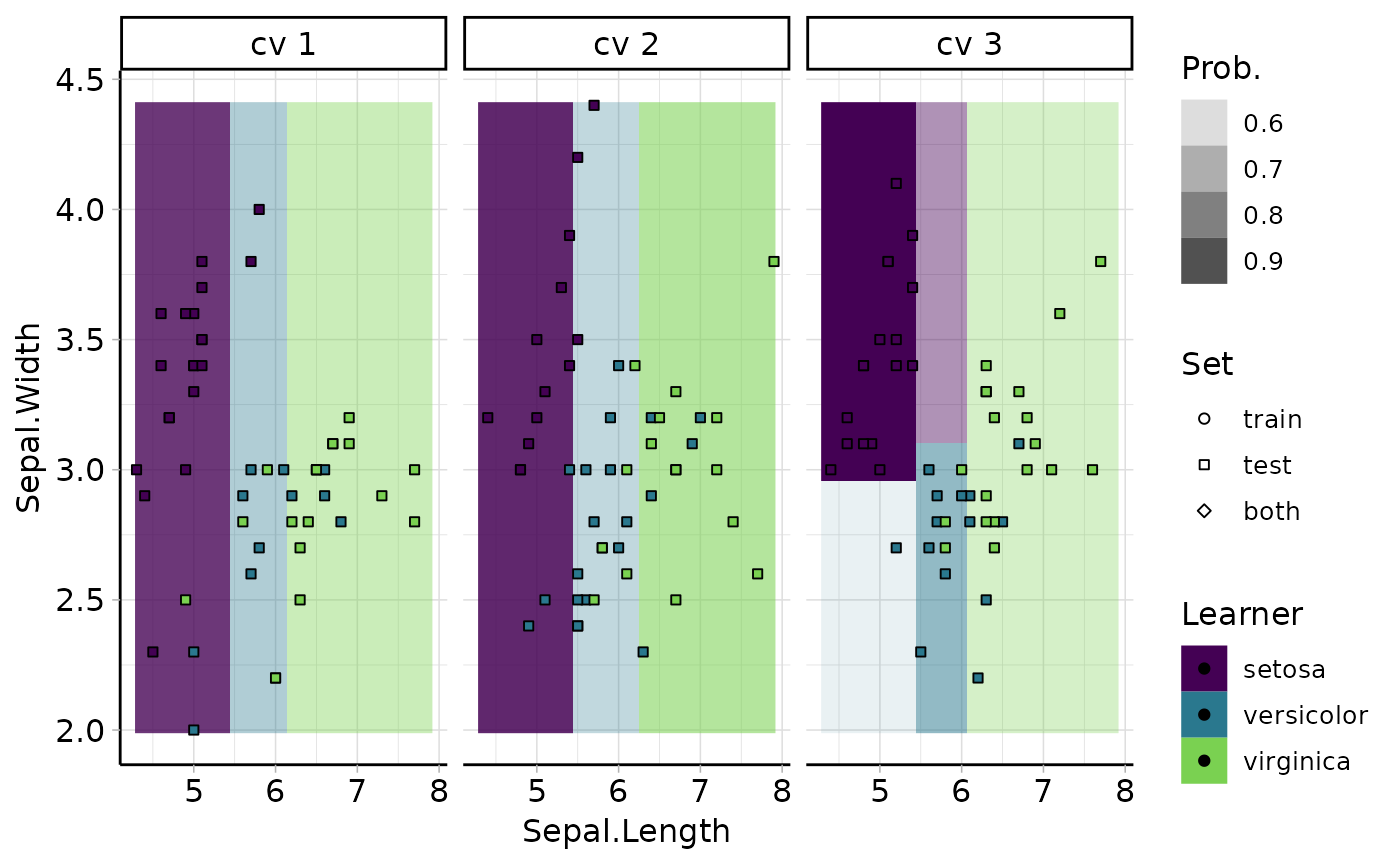 cv 1
cv 2
cv 3
4.5
4.0
3.5
3.0
2.5
2.0
Sepal.Width
5 6 7 8
5 6 7 8
5 6 7 8
Sepal.Length
Prob.
0.6
0.7
0.8
0.9
Set
train
test
both
Learner
setosa
versicolor
virginica